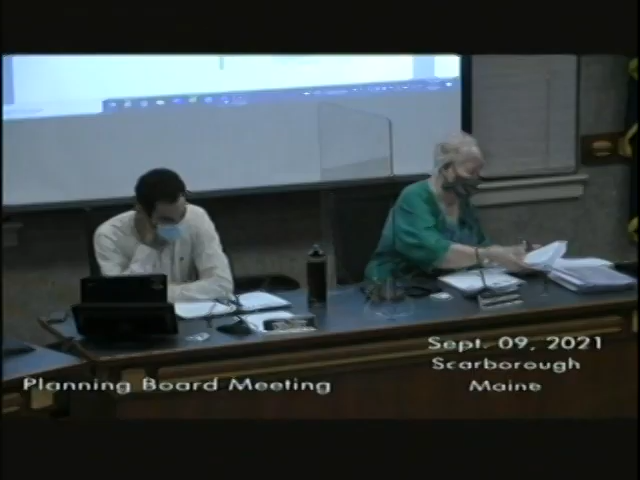 Sept. 09, 2021
Scarborough
Maine
Planning Board Meeting